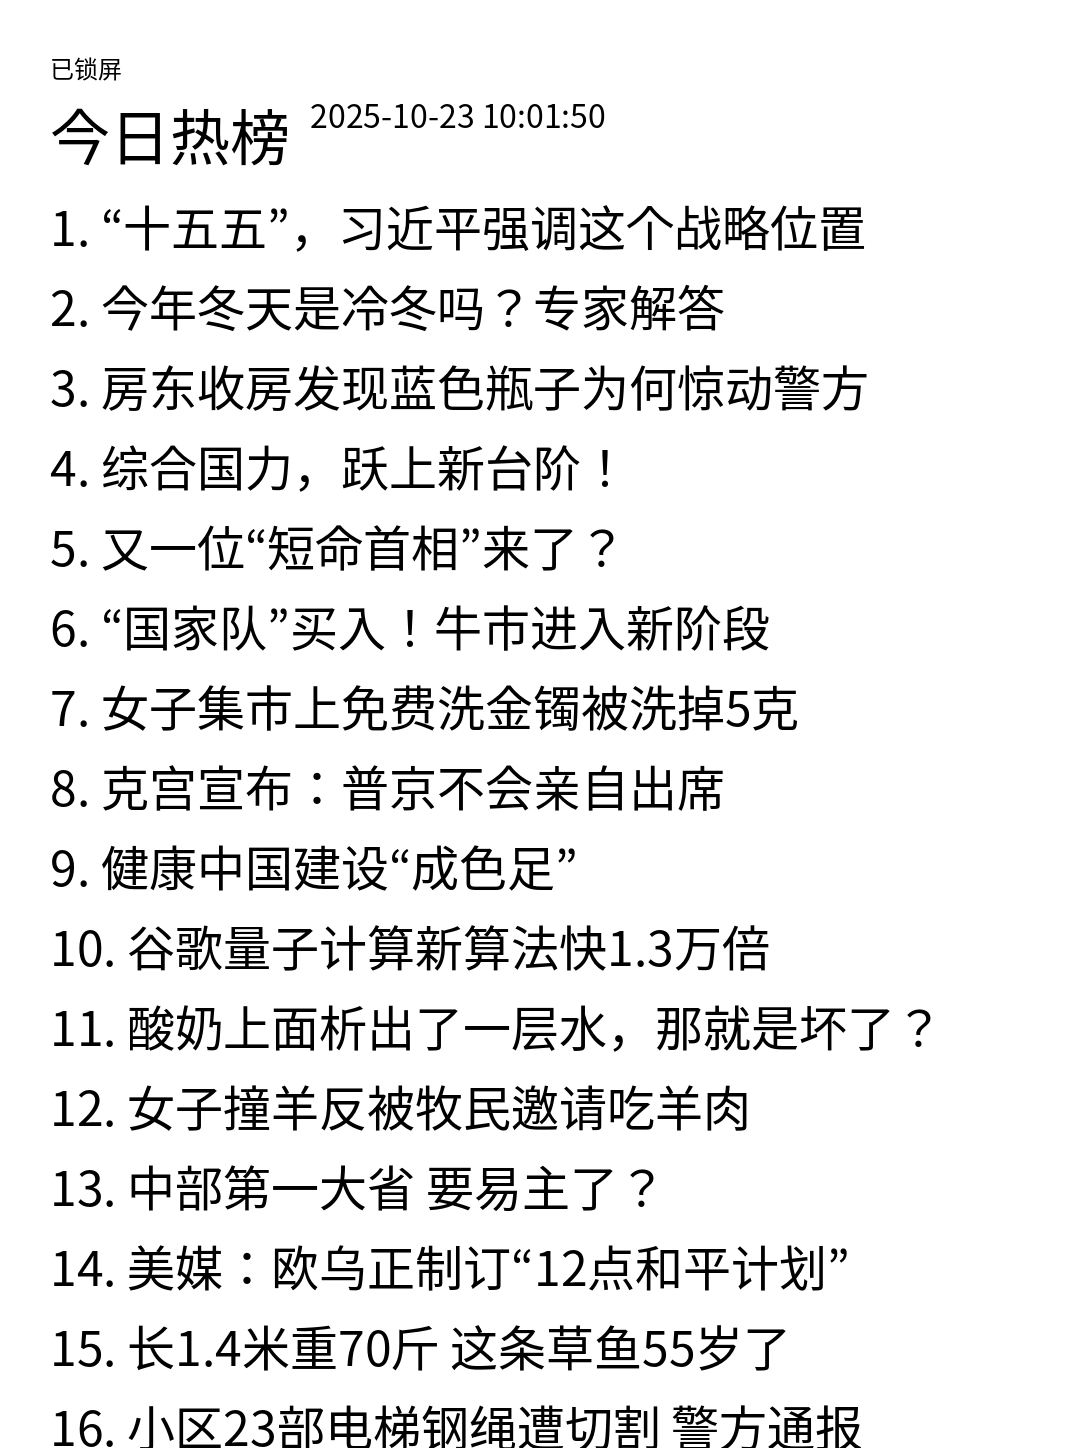 已锁屏
今日热榜 2025-10-23 10:01:50
1. “十五五”，习近平强调这个战略位置
2. 今年冬天是冷冬吗？专家解答
3. 房东收房发现蓝色瓶子为何惊动警方
4. 综合国力，跃上新台阶！
5. 又一位“短命首相”来了？
6. “国家队”买入！牛市进入新阶段
7. 女子集市上免费洗金镯被洗掉5克
8. 克宫宣布：普京不会亲自出席
9. 健康中国建设“成色足”
10. 谷歌量子计算新算法快1.3万倍
11. 酸奶上面析出了一层水，那就是坏了？
12. 女子撞羊反被牧民邀请吃羊肉
13. 中部第一大省 要易主了？
14. 美媒：欧乌正制订“12点和平计划”
15. 长1.4米重70斤 这条草鱼55岁了
16. 小区23部电梯钢绳遭切割 警方通报